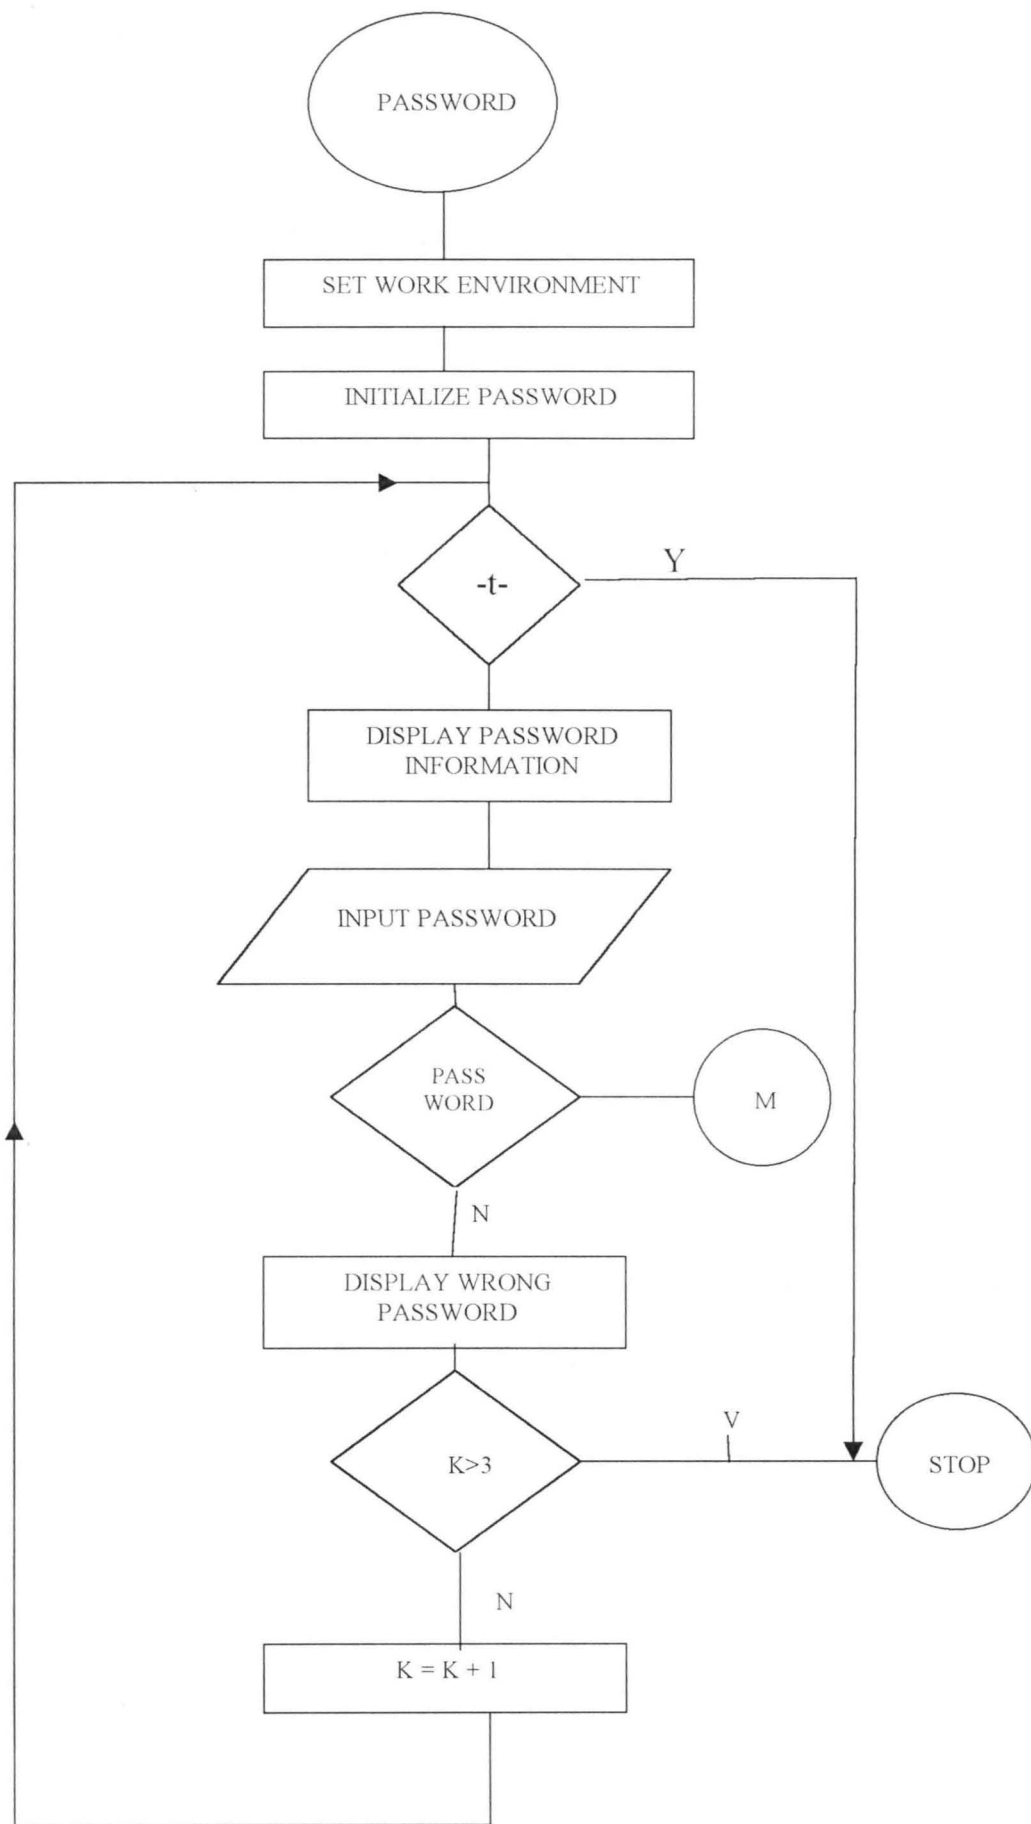 PASSWORD
SET WORK ENVIRONMENT
INITIALIZE PASSWORD
-t-
Y
DISPLAY PASSWORD
INFORMATION
INPUT PASSWORD
PASS
WORD
M
N
DISPLAY WRONG
PASSWORD
V
K>3
STOP
N
K = K + 1